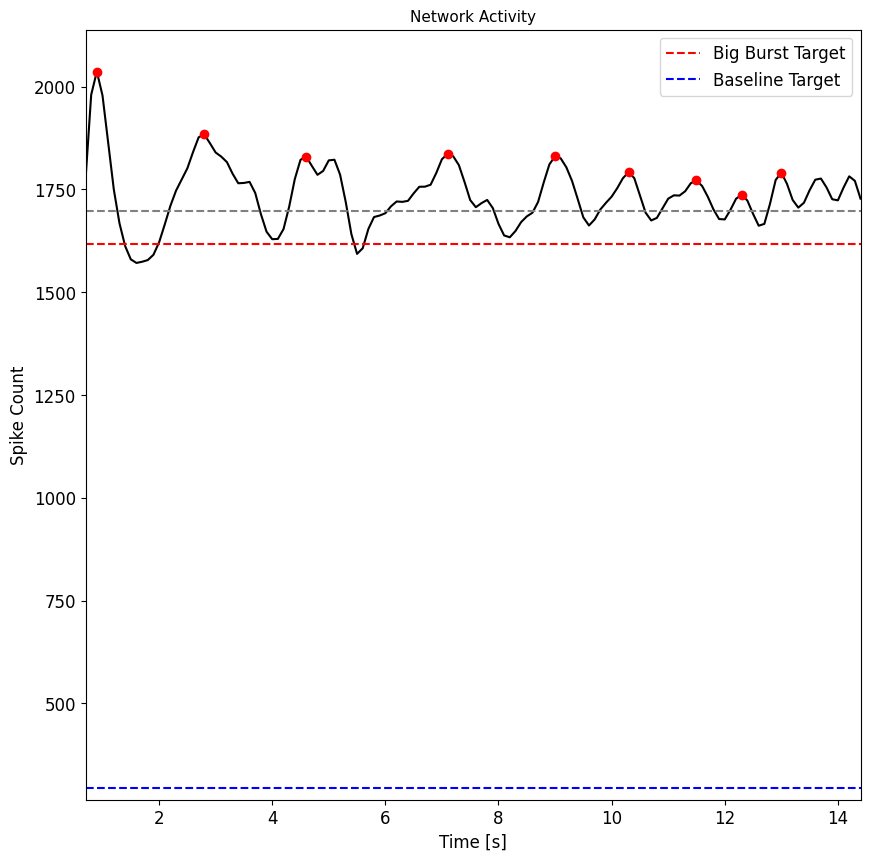 Network Activity
Big Burst Target
Baseline Target
2000
1750
1500
1250
1000
750
500
Spike Count
2
4
6
8
10
12
14
Time [s]